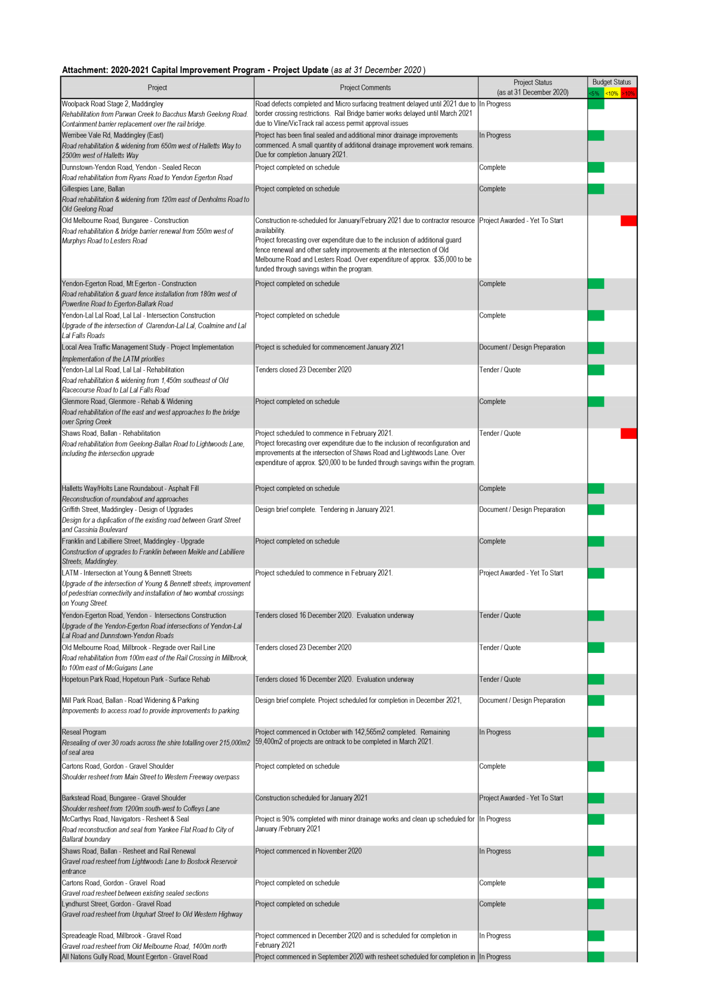 Attachment: 2020-2021 Capital Improvement Program - Project Update (as at 31 December 2020 )
Project
Project Comments
Project Status
(as at 31 December 2020)
Budget Status
<5% <10% >10%
Woolpack Road Stage 2, Maddingley
Rehabilitation from Parwan Creek to Bacchus Marsh Geelong Road.
Containment barrier replacement over the rail bridge.
Road defects completed and Micro surfacing treatment delayed until 2021 due to
border crossing restrictions. Rail Bridge barrier works delayed until March 2021
due to Vline/VicTrack rail access permit approval issues
In Progress
Werribee Vale Rd, Maddingley (East)
Road rehabilitation & widening from 650m west of Halletts Way to
2500m west of Halletts Way
Project has been final sealed and additional minor drainage improvements
commenced. A small quantity of additional drainage improvement work remains.
Due for completion January 2021.
In Progress
Dunnstown-Yendon Road, Yendon - Sealed Recon
Road rehabilitation from Ryans Road to Yendon Egerton Road
Project completed on schedule
Complete
Gillespies Lane, Ballan
Road rehabilitation & widening from 120m east of Denholms Road to
Old Geelong Road
Project completed on schedule
Complete
Old Melbourne Road, Bungaree - Construction
Road rehabilitation & bridge barrier renewal from 550m west of
Murphys Road to Lesters Road
Construction re-scheduled for January/February 2021 due to contractor resource
availability.
Project forecasting over expenditure due to the inclusion of additional guard
fence renewal and other safety improvements at the intersection of Old
Melbourne Road and Lesters Road. Over expenditure of approx. $35,000 to be
funded through savings within the program.
Project Awarded - Yet To Start
Yendon-Egerton Road, Mt Egerton - Construction
Road rehabilitation & guard fence installation from 180m west of
Powerline Road to Egerton-Ballark Road
Project completed on schedule
Complete
Yendon-Lal Lal Road, Lal Lal - Intersection Construction
Upgrade of the intersection of Clarendon-Lal Lal, Coalmine and Lal
Lal Falls Roads
Project completed on schedule
Complete
Local Area Traffic Management Study - Project Implementation
Implementation of the LATM priorities
Project is scheduled for commencement January 2021
Document / Design Preparation
Yendon-Lal Lal Road, Lal Lal - Rehabilitation
Road rehabilitation & widening from 1,450m southeast of Old
Racecourse Road to Lal Lal Falls Road
Tenders closed 23 December 2020
Tender / Quote
Glenmore Road, Glenmore - Rehab & Widening
Road rehabilitation of the east and west approaches to the bridge
over Spring Creek
Project completed on schedule
Complete
Shaws Road, Ballan - Rehabilitation
Road rehabilitation from Geelong-Ballan Road to Lightwoods Lane,
including the intersection upgrade
Project scheduled to commence in February 2021.
Project forecasting over expenditure due to the inclusion of reconfiguration and
improvements at the intersection of Shaws Road and Lightwoods Lane. Over
expenditure of approx. $20,000 to be funded through savings within the program.
Tender / Quote
Halletts Way/Holts Lane Roundabout - Asphalt Fill
Reconstruction of roundabout and approaches
Project completed on schedule
Complete
Griffith Street, Maddingley - Design of Upgrades
Design for a duplication of the existing road between Grant Street
and Cassinia Boulevard
Design brief complete. Tendering in January 2021.
Document / Design Preparation
Franklin and Labilliere Street, Maddingley - Upgrade
Construction of upgrades to Franklin between Meikle and Labilliere
Streets, Maddingley.
Project completed on schedule
Complete
LATM - Intersection at Young & Bennett Streets
Upgrade of the intersection of Young & Bennett streets, improvement
of pedestrian connectivity and installation of two wombat crossings
on Young Street.
Project scheduled to commence in February 2021.
Project Awarded - Yet To Start
Yendon-Egerton Road, Yendon - Intersections Construction
Upgrade of the Yendon-Egerton Road intersections of Yendon-Lal
Lal Road and Dunnstown-Yendon Roads
Tenders closed 16 December 2020. Evaluation underway
Tender / Quote
Old Melbourne Road, Millbrook - Regrade over Rail Line
Road rehabilitation from 100m east of the Rail Crossing in Millbrook,
to 100m east of McGuigans Lane
Tenders closed 23 December 2020
Tender / Quote
Hopetoun Park Road, Hopetoun Park - Surface Rehab
Tenders closed 16 December 2020. Evaluation underway
Tender / Quote
Mill Park Road, Ballan - Road Widening & Parking
Impovements to access road to provide improvements to parking.
Design brief complete. Project scheduled for completion in December 2021,
Document / Design Preparation
Reseal Program
Resealing of over 30 roads across the shire totalling over 215,000m2
of seal area
Project commenced in October with 142,565m2 completed. Remaining
59,400m2 of projects are ontrack to be completed in March 2021.
In Progress
Cartons Road, Gordon - Gravel Shoulder
Shoulder resheet from Main Street to Western Freeway overpass
Project completed on schedule
Complete
Barkstead Road, Bungaree - Gravel Shoulder
Shoulder resheet from 1200m south-west to Coffeys Lane
Construction scheduled for January 2021
Project Awarded - Yet To Start
McCarthys Road, Navigators - Resheet & Seal
Road reconstruction and seal from Yankee Flat Road to City of
Ballarat boundary
Project is 90% completed with minor drainage works and clean up scheduled for
January /February 2021
In Progress
Shaws Road, Ballan - Resheet and Rail Renewal
Gravel road resheet from Lightwoods Lane to Bostock Reservoir
entrance
Project commenced in November 2020
In Progress
Cartons Road, Gordon - Gravel Road
Gravel road resheet between existing sealed sections
Project completed on schedule
Complete
Lyndhurst Street, Gordon - Gravel Road
Gravel road resheet from Urquhart Street to Old Western Highway
Project completed on schedule
Complete
Spreadeagle Road, Millbrook - Gravel Road
Gravel road resheet from Old Melbourne Road, 1400m north
Project commenced in December 2020 and is scheduled for completion in
February 2021
In Progress
All Nations Gully Road, Mount Egerton - Gravel Road
Project commenced in September 2020 with resheet scheduled for completion in
In Progress